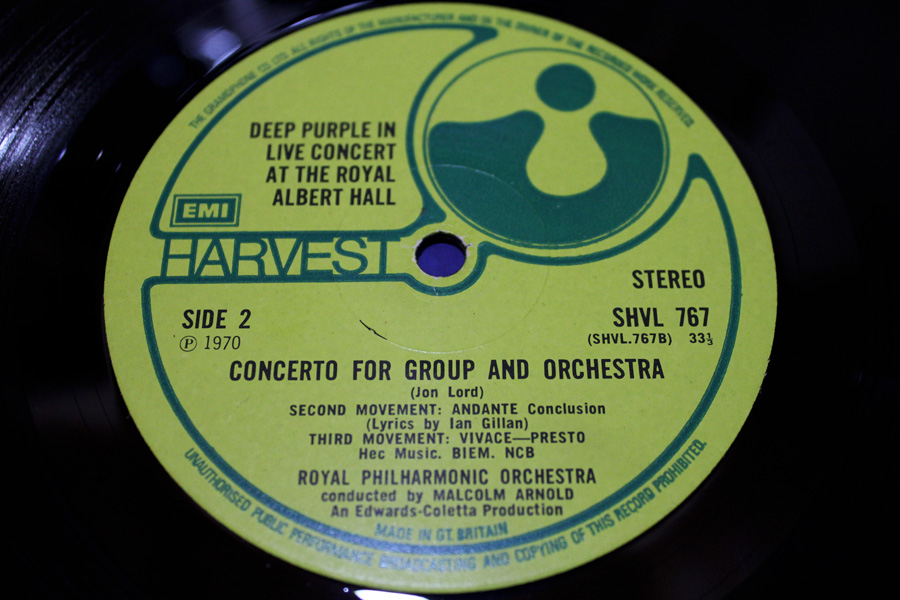 THE GRAMOPHONE CO LTD. ALL RIGHTS OF THE MANUFACTURER AND OF THE OWNER OF THE RECORDED WORK RESERVED.
DEEP PURPLE IN
LIVE CONCERT
AT THE ROYAL
ALBERT HALL
EMI
HARVEST
STEREO
SIDE 2
SHVL 767
℗ 1970
(SHVL.767B) 33⅓
CONCERTO FOR GROUP AND ORCHESTRA
(Jon Lord)
SECOND MOVEMENT: ANDANTE Conclusion
(Lyrics by Ian Gillan)
THIRD MOVEMENT: VIVACE—PRESTO
Hec Music. BIEM. NCB
ROYAL PHILHARMONIC ORCHESTRA
conducted by MALCOLM ARNOLD
An Edwards-Coletta Production
MADE IN GT. BRITAIN
UNAUTHORISED PUBLIC PERFORMANCE BROADCASTING AND COPYING OF THIS RECORD PROHIBITED.